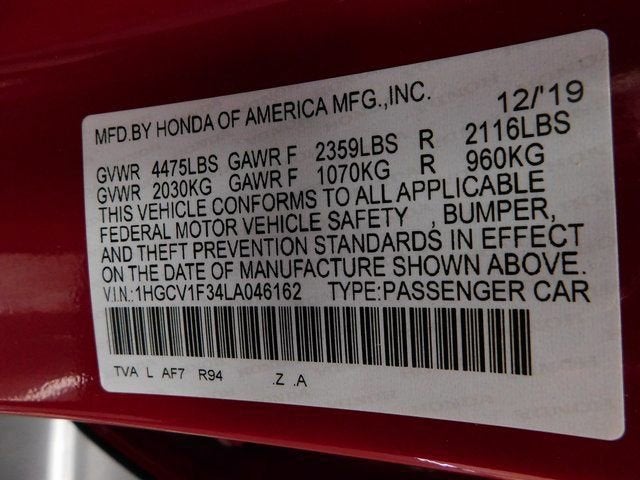 MFD.BY HONDA OF AMERICA MFG.,INC. 12/'19
GVWR 4475LBS GAWR F 2359LBS R 2116LBS
GVWR 2030KG GAWR F 1070KG R 960KG
THIS VEHICLE CONFORMS TO ALL APPLICABLE
FEDERAL MOTOR VEHICLE SAFETY , BUMPER,
AND THEFT PREVENTION STANDARDS IN EFFECT
ON THE DATE OF MANUFACTURE SHOWN ABOVE.
V.I.N.:1HGCV1F34LA046162 TYPE:PASSENGER CAR
TVA L AF7 R94 .Z .A